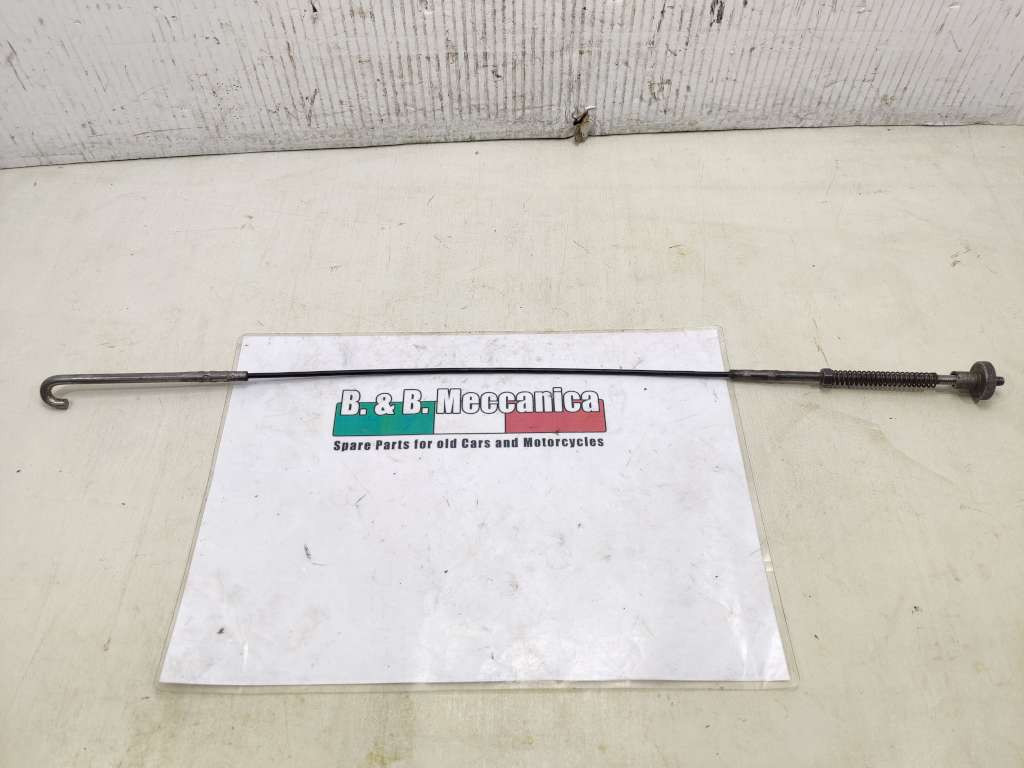 B. & B. Meccanica
Spare Parts for old Cars and Motorcycles